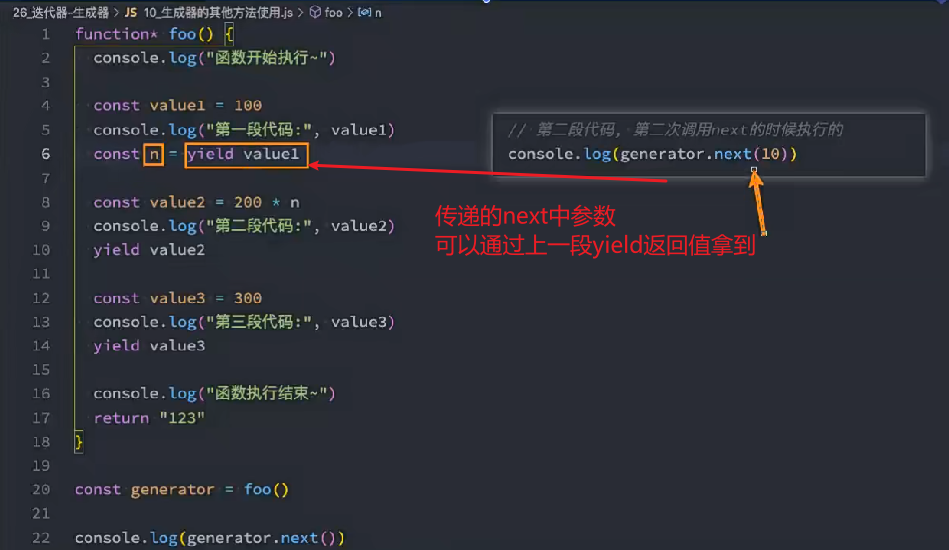 26_迭代器-生成器 > JS 10_生成器的其他方法使用.js > foo > n
1 function* foo() {
2 console.log("函数开始执行~")
3
4 const value1 = 100
5 console.log("第一段代码:", value1)
6 const n = yield value1
7
8 const value2 = 200 * n
9 console.log("第二段代码:", value2)
10 yield value2
11
12 const value3 = 300
13 console.log("第三段代码:", value3)
14 yield value3
15
16 console.log("函数执行结束~")
17 return "123"
18 }
19
20 const generator = foo()
21
22 console.log(generator.next())
// 第二段代码, 第二次调用next的时候执行的
console.log(generator.next(10))
传递的next中参数
可以通过上一段yield返回值拿到